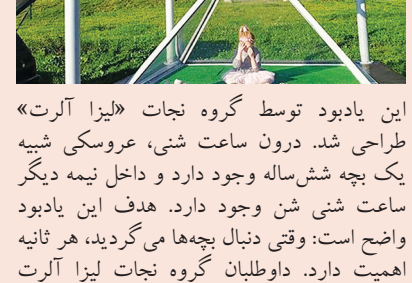 این یادبود توسط گروه نجات «لیزا آلرت»
طراحی شد. درون ساعت شنی، عروسکی شبیه
یک بچه شش‌ساله وجود دارد و داخل نیمه دیگر
ساعت شنی شن وجود دارد. هدف این یادبود
واضح است: وقتی دنبال بچه‌ها می‌گردید، هر ثانیه
اهمیت دارد. داوطلبان گروه نجات لیزا آلرت